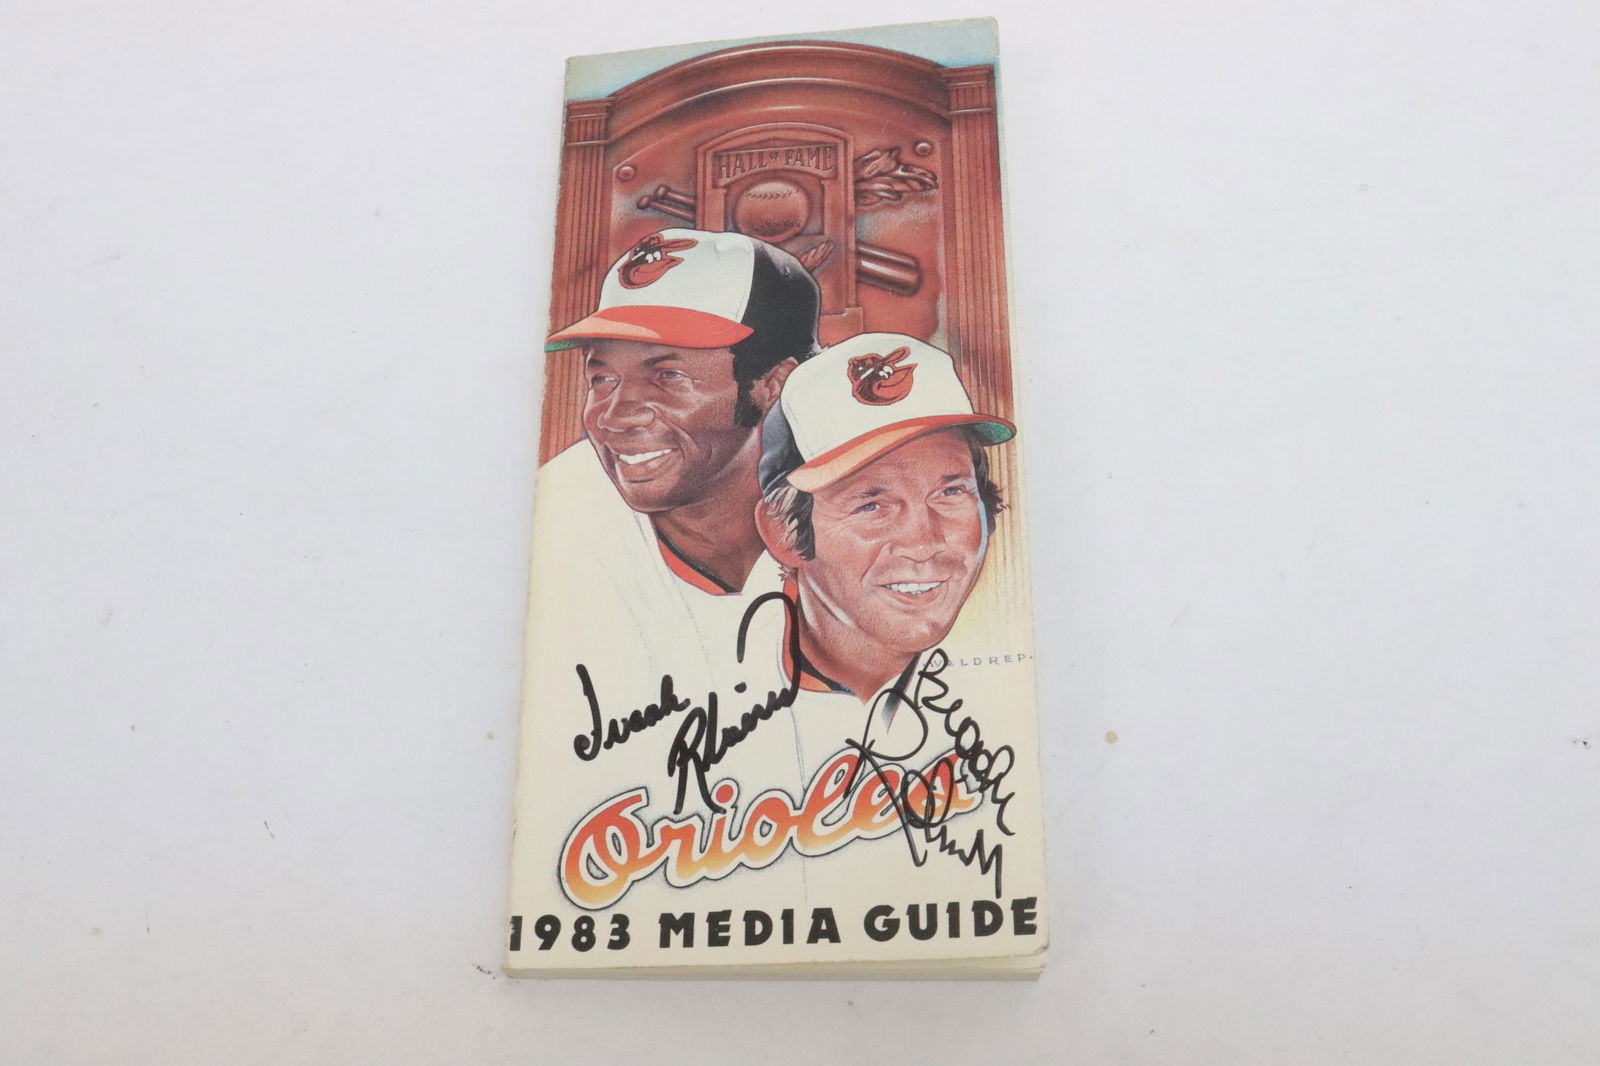 HALL OF FAME
WALDREP.
Frank
Robinson
Brooks
Robinson
Orioles
1983 MEDIA GUIDE